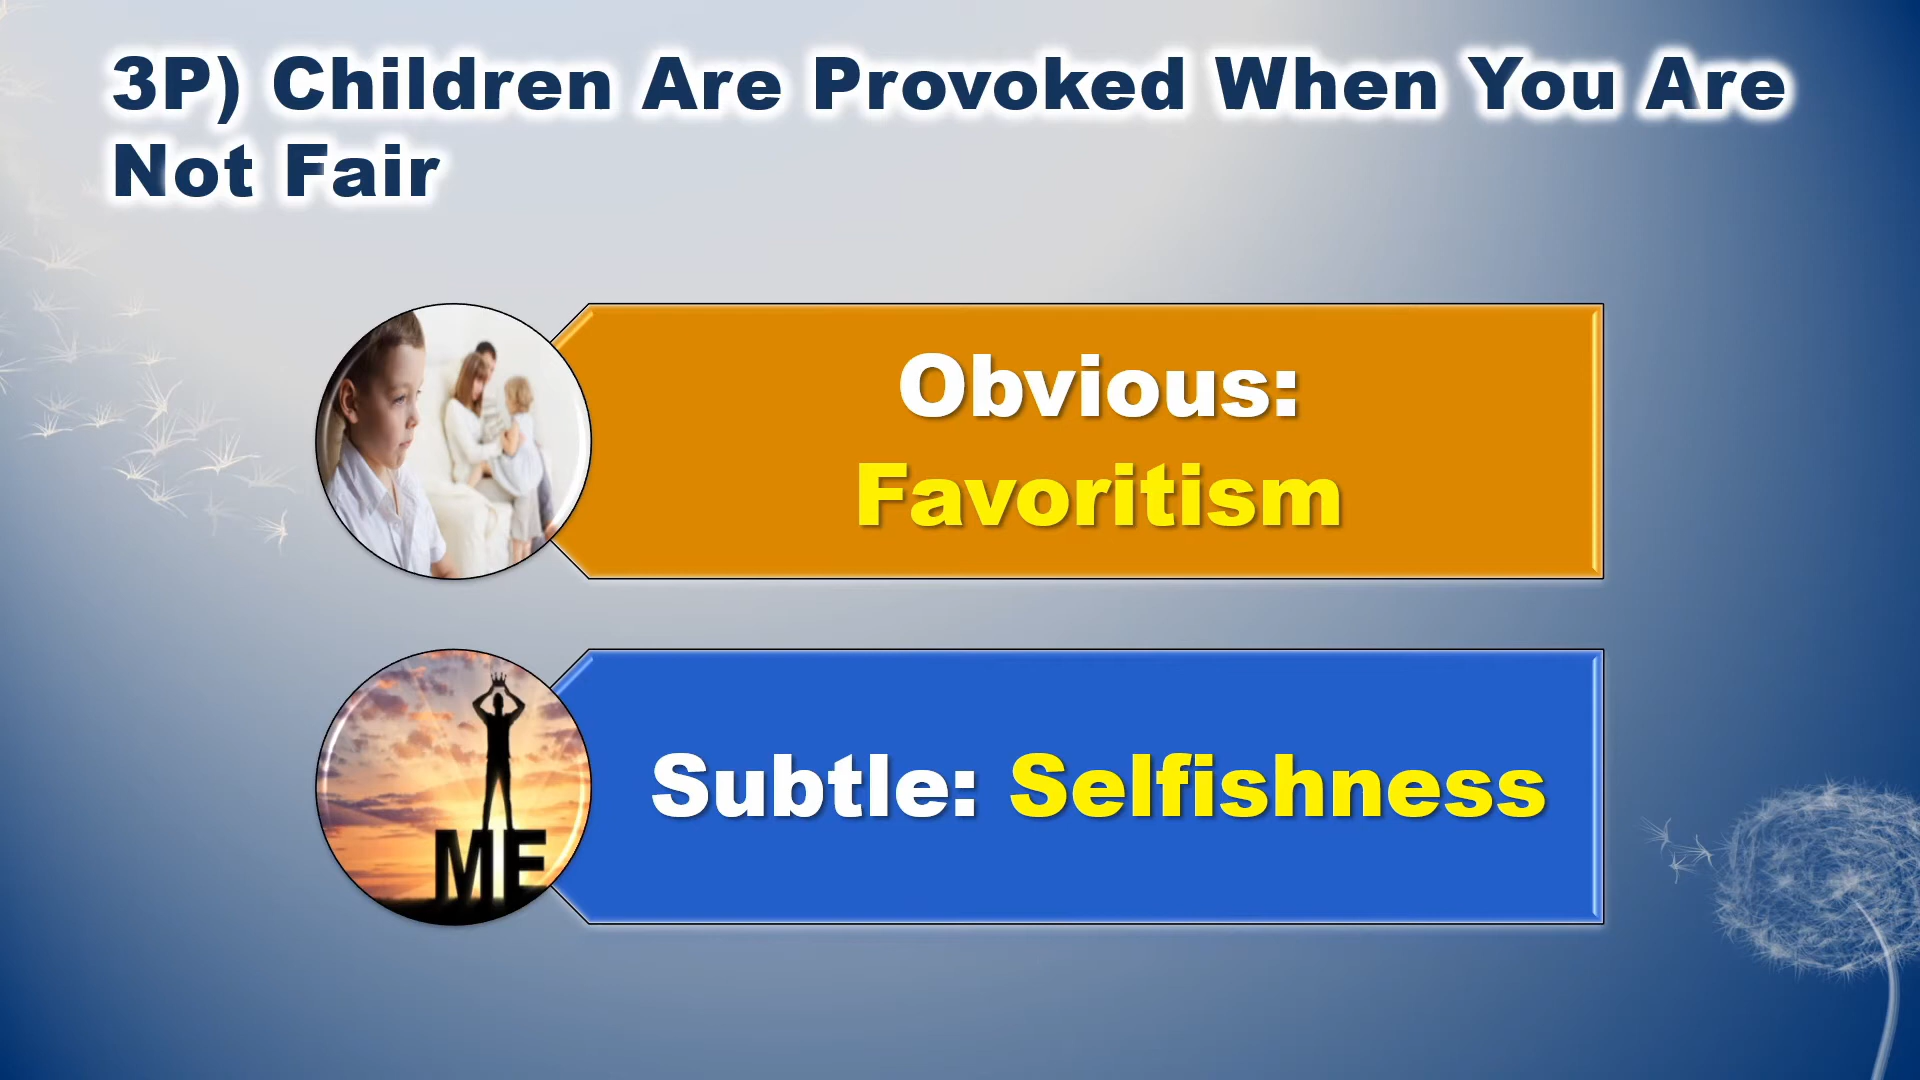 3P) Children Are Provoked When You Are
Not Fair
Obvious:
Favoritism
Subtle: Selfishness
ME